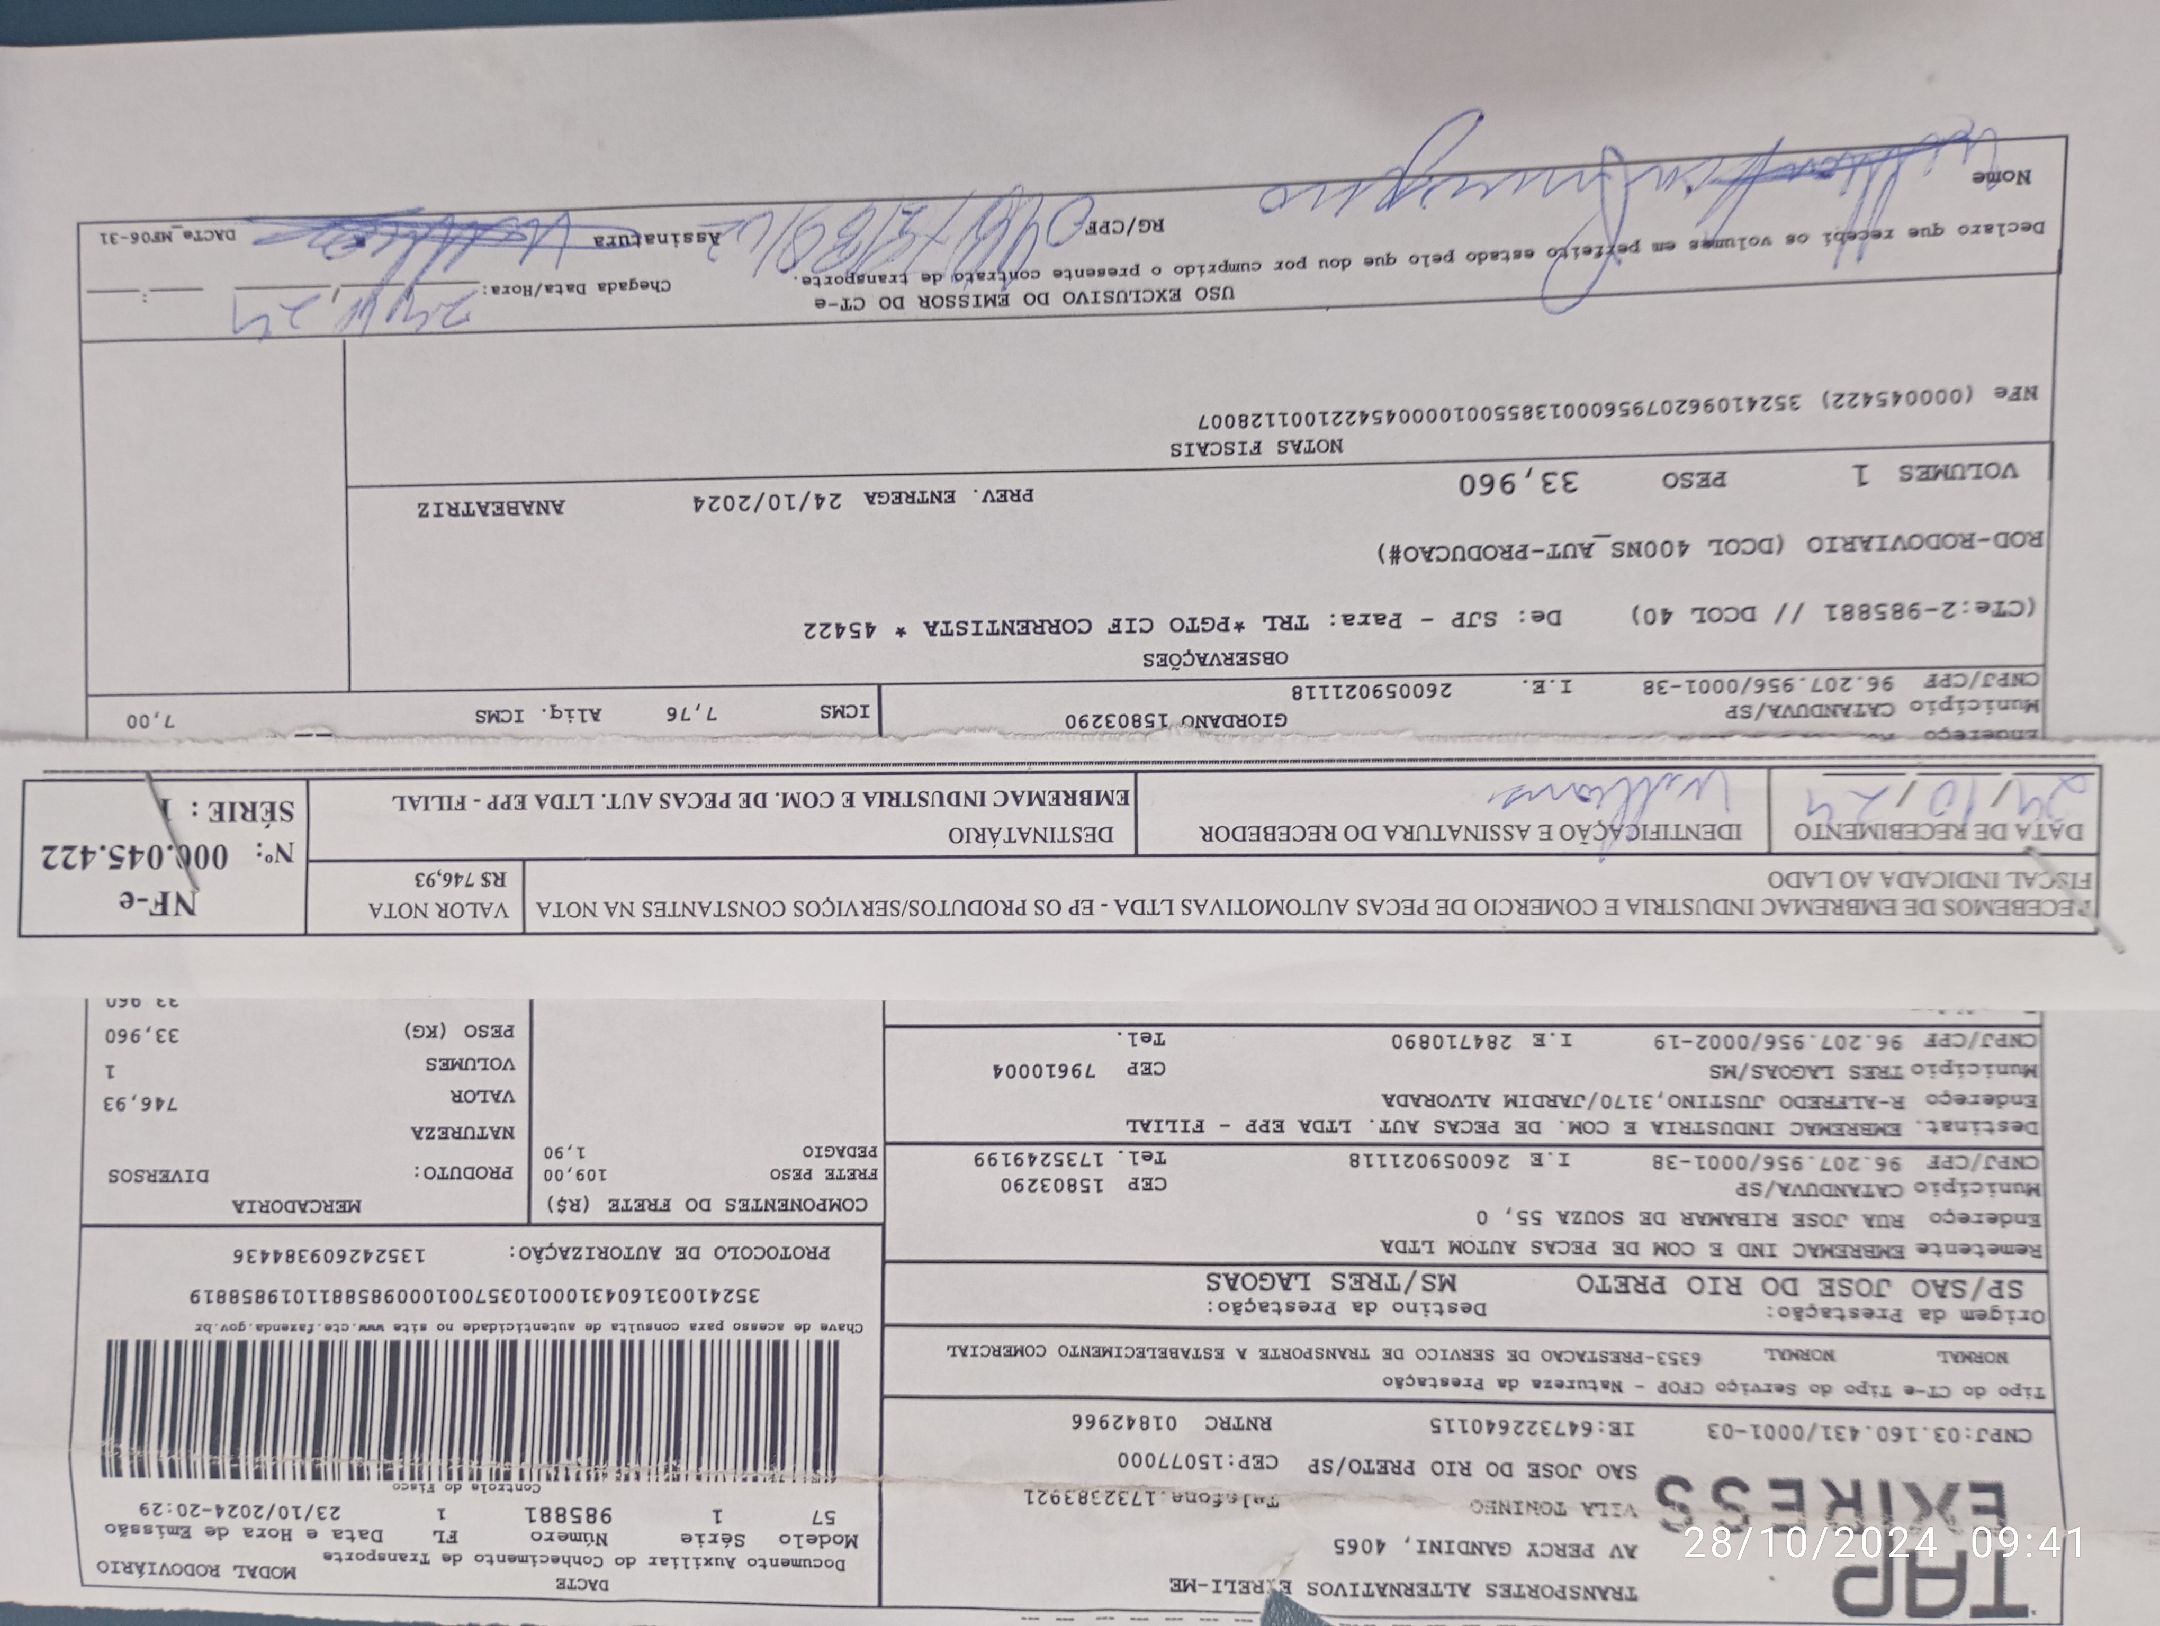 TAP
EXIRESS
TRANSPORTES ALTERNATIVOS EIRELI-ME
AV PERCY GANDINI, 4065
VILA TONINHO Telefone.1732383921
SAO JOSE DO RIO PRETO/SP CEP:15077000
CNPJ:03.160.431/0001-03 IE:647322640115 RNTRC 01842966
DACTE
Documento Auxiliar do Conhecimento de Transporte
MODAL RODOVIÁRIO
Modelo Série Número FL Data e Hora de Emissão
57 1 985881 1 23/10/2024-20:29
Controle do Fisco
Chave de acesso para consulta de autenticidade no site www.cte.fazenda.gov.br
35241003160431000103570010009858811019858819
PROTOCOLO DE AUTORIZAÇÃO: 135242609384436
Tipo do CT-e Tipo do Serviço CFOP - Natureza da Prestação
NORMAL NORMAL 6353-PRESTACAO DE SERVICO DE TRANSPORTE A ESTABELECIMENTO COMERCIAL
Origem da Prestação: Destino da Prestação:
SP/SAO JOSE DO RIO PRETO MS/TRES LAGOAS
Remetente EMBREMAC IND E COM DE PECAS AUTOM LTDA
Endereço RUA JOSE RIBAMAR DE SOUZA 55, 0
Município CATANDUVA/SP CEP 15803290
CNPJ/CPF 96.207.956/0001-38 I.E 260059021118 Tel. 1735249199
Destinat. EMBREMAC INDUSTRIA E COM. DE PECAS AUT. LTDA EPP - FILIAL
Endereço R-ALFREDO JUSTINO,3170/JARDIM ALVORADA
Município TRES LAGOAS/MS CEP 79610004
CNPJ/CPF 96.207.956/0002-19 I.E 284710890 Tel.
COMPONENTES DO FRETE (R$)
FRETE PESO 109,00
PEDAGIO 1,90
MERCADORIA
PRODUTO: DIVERSOS
NATUREZA
VALOR 746,93
VOLUMES 1
PESO (KG) 33,960
33,960
RECEBEMOS DE EMBREMAC INDUSTRIA E COMERCIO DE PECAS AUTOMOTIVAS LTDA - EP OS PRODUTOS/SERVIÇOS CONSTANTES NA NOTA
FISCAL INDICADA AO LADO
VALOR NOTA
R$ 746,93
NF-e
Nº: 000.045.422
SÉRIE : 1
DATA DE RECEBIMENTO
24/10/24
IDENTIFICAÇÃO E ASSINATURA DO RECEBEDOR
DESTINATÁRIO
EMBREMAC INDUSTRIA E COM. DE PECAS AUT. LTDA EPP - FILIAL
Endereço
Município CATANDUVA/SP GIORDANO 15803290
CNPJ/CPF 96.207.956/0001-38 I.E. 260059021118
ICMS 7,76 Aliq. ICMS 7,00
OBSERVAÇÕES
(CTe:2-985881 // DCOL 40) De: SJP - Para: TRL *PGTO CIF CORRENTISTA * 45422
ROD-RODOVIARIO (DCOL 400NS_AUT-PRODUCAO#)
VOLUMES 1 PESO 33,960 PREV. ENTREGA 24/10/2024 ANABEATRIZ
NOTAS FISCAIS
NFe (000045422) 35241096207956000138550010000454221001128007
USO EXCLUSIVO DO EMISSOR DO CT-e
Declaro que recebi os volumes em perfeito estado pelo que dou por cumprido o presente contrato de transporte.
Chegada Data/Hora:
Nome
RG/CPF
Assinatura
DACTe_MF06-31
28/10/2024 09:41